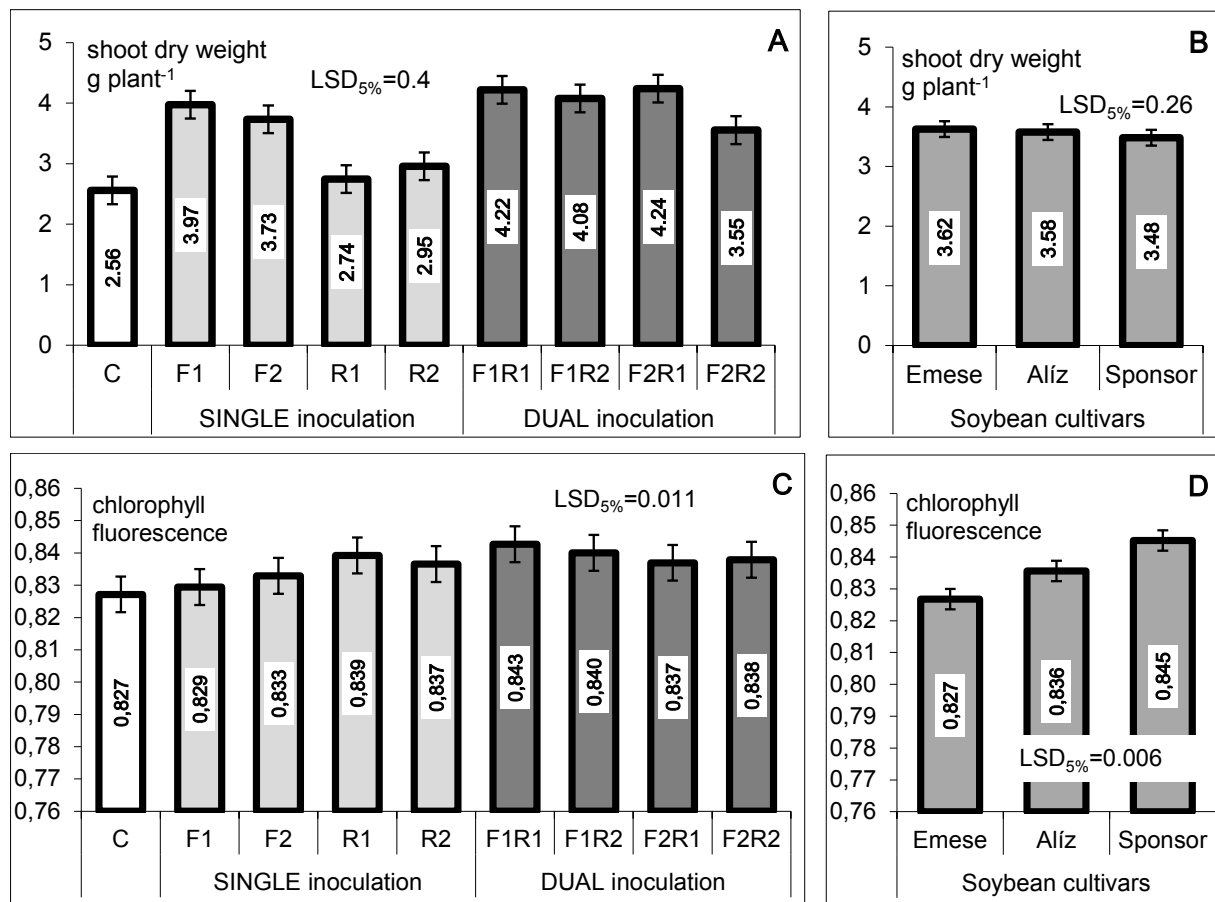 A
shoot dry weight
g plant-1
LSD5%=0.4
5
4
3
2
1
0
2.56
3.97
3.73
2.74
2.95
4.22
4.08
4.24
3.55
C F1 F2 R1 R2 F1R1 F1R2 F2R1 F2R2
SINGLE inoculation DUAL inoculation
B
shoot dry weight
g plant-1
LSD5%=0.26
5
4
3
2
1
0
3.62
3.58
3.48
Emese Alíz Sponsor
Soybean cultivars
C
chlorophyll
fluorescence
LSD5%=0.011
0,86
0,85
0,84
0,83
0,82
0,81
0,80
0,79
0,78
0,77
0,76
0,827
0,829
0,833
0,839
0,837
0,843
0,840
0,837
0,838
C F1 F2 R1 R2 F1R1 F1R2 F2R1 F2R2
SINGLE inoculation DUAL inoculation
D
chlorophyll
fluorescence
0,86
0,85
0,84
0,83
0,82
0,81
0,80
0,79
0,78
0,77
0,76
0,827
0,836
0,845
LSD5%=0.006
Emese Alíz Sponsor
Soybean cultivars